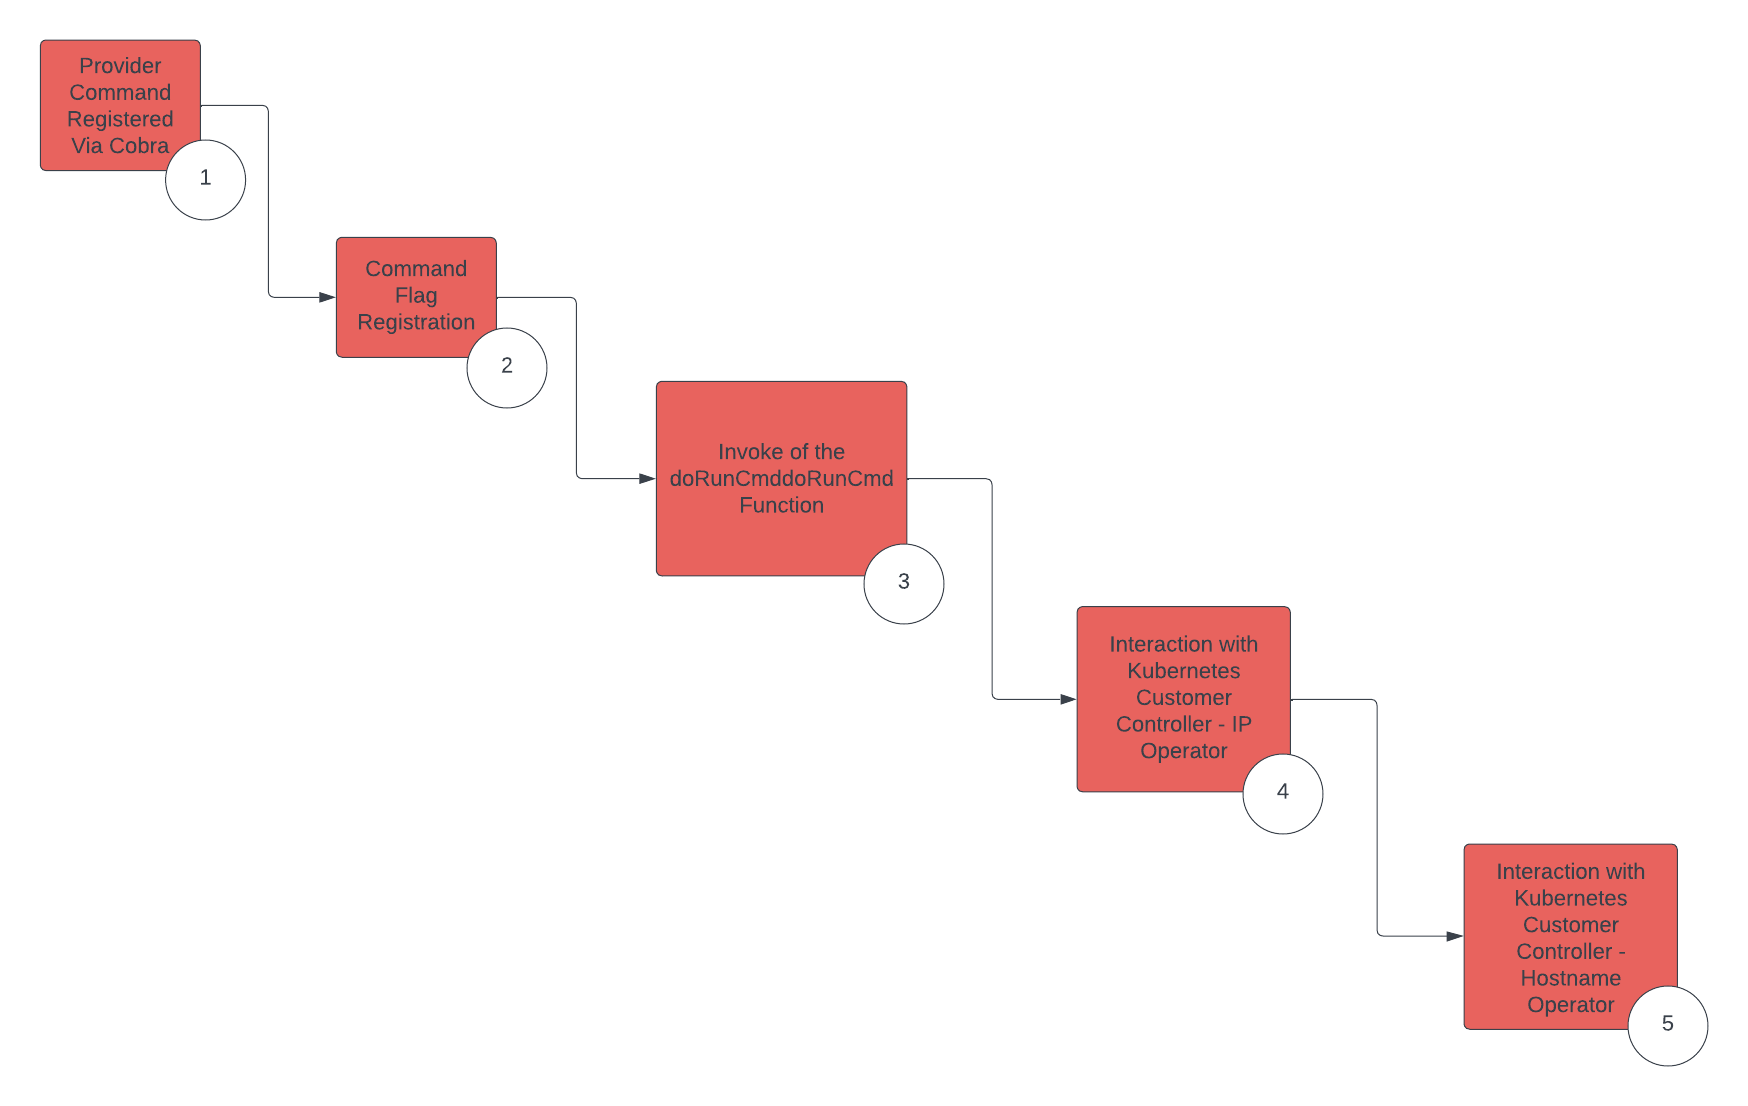 Provider
Command
Registered
Via Cobra
1
Command
Flag
Registration
2
Invoke of the
doRunCmddoRunCmd
Function
3
Interaction with
Kubernetes
Customer
Controller - IP
Operator
4
Interaction with
Kubernetes
Customer
Controller -
Hostname
Operator
5